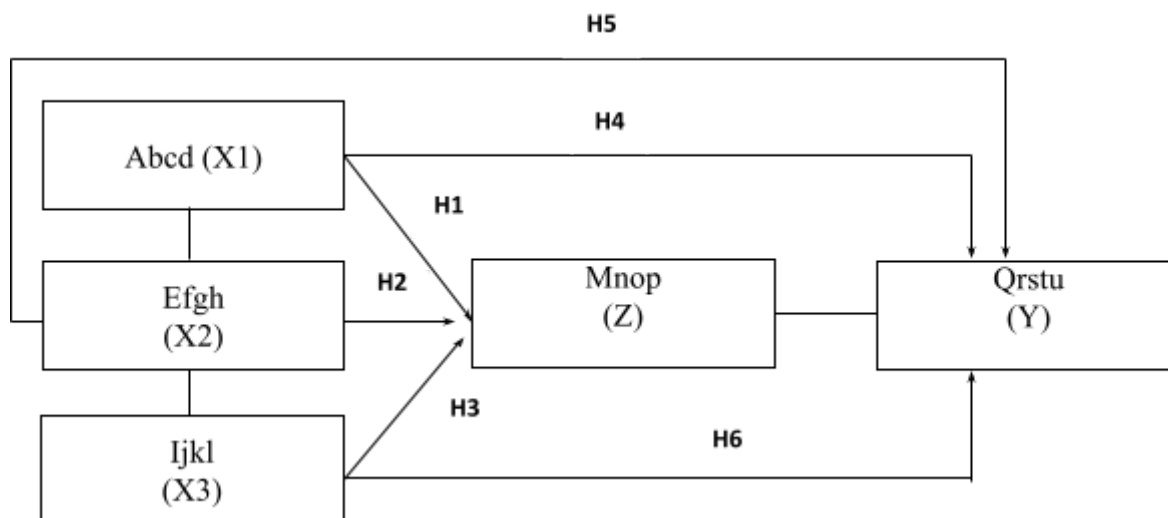 H5
H4
Abcd (X1)
H1
H2
Efgh
(X2)
Mnop
(Z)
Qrstu
(Y)
H3
H6
Ijkl
(X3)